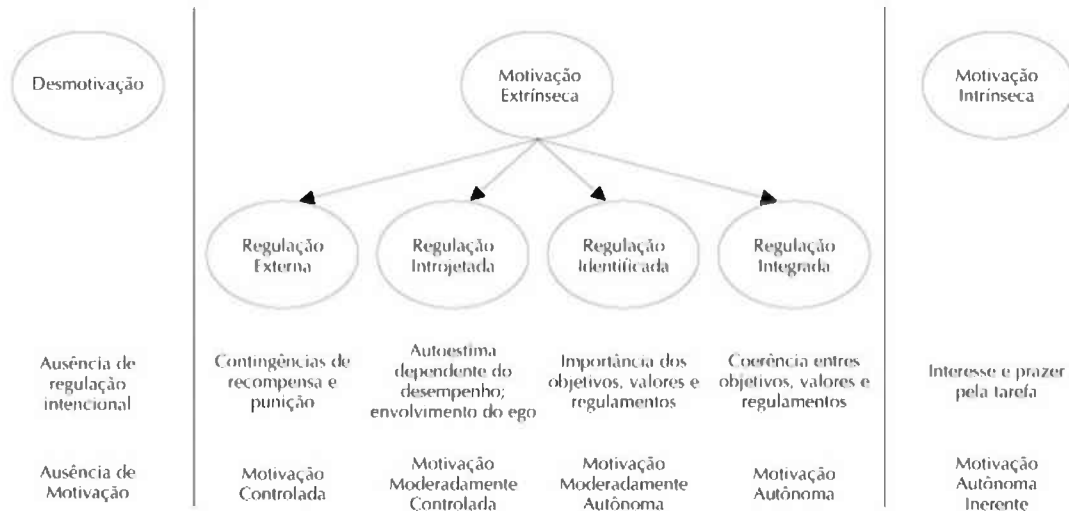 Desmotivação
Motivação
Extrínseca
Motivação
Intrínseca
Regulação
Externa
Regulação
Introjetada
Regulação
Identificada
Regulação
Integrada
Ausência de
regulação
intencional
Contingências de
recompensa e
punição
Autoestima
dependente do
desempenho;
envolvimento do ego
Importância dos
objetivos, valores e
regulamentos
Coerência entres
objetivos, valores e
regulamentos
Interesse e prazer
pela tarefa
Ausência de
Motivação
Motivação
Controlada
Motivação
Moderadamente
Controlada
Motivação
Moderadamente
Autônoma
Motivação
Autônoma
Motivação
Autônoma
Inerente